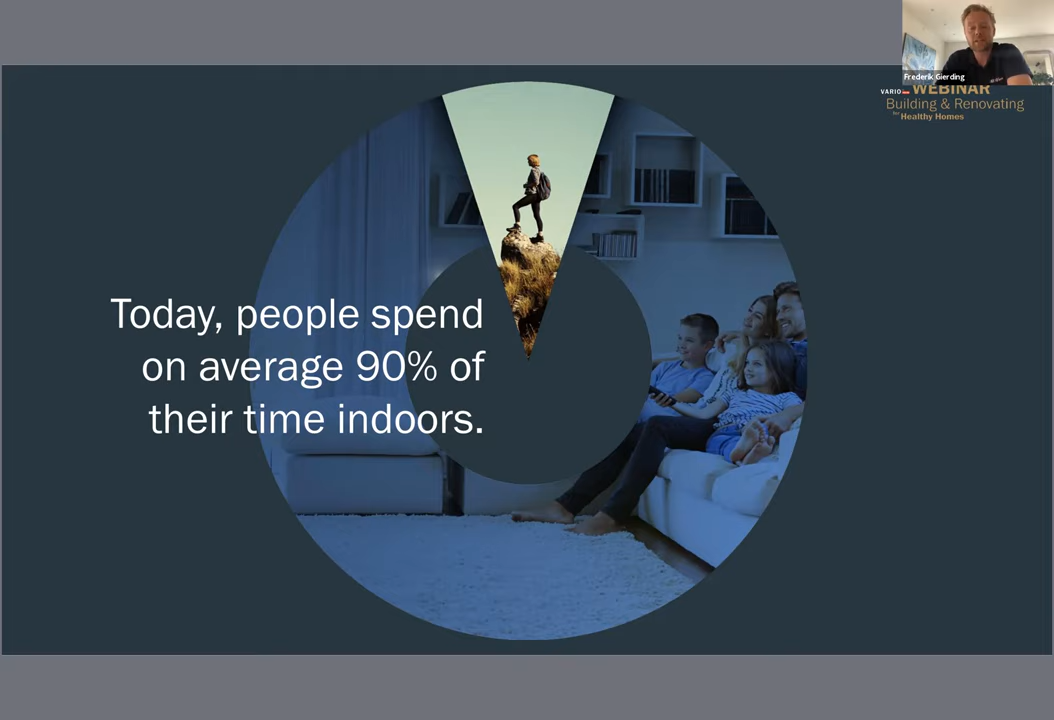 Frederik Gierding
VARIO
WEBINAR
Building & Renovating
for Healthy Homes
Today, people spend
on average 90% of
their time indoors.